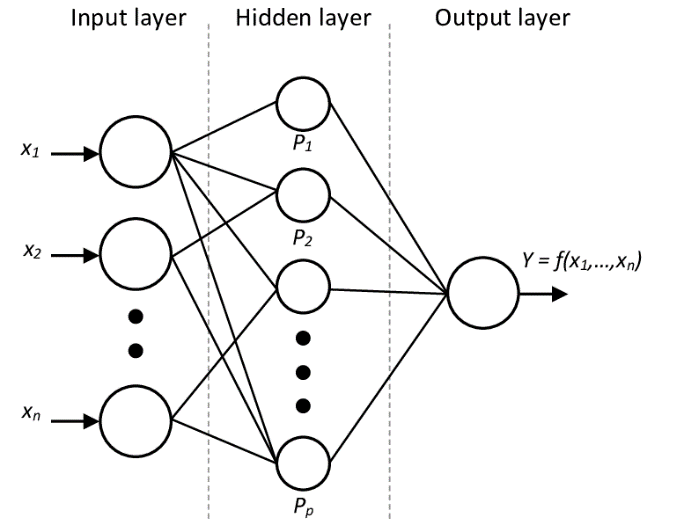 Input layer
Hidden layer
Output layer
x1
x2
xn
P1
P2
Pp
Y = f(x1,...,xn)